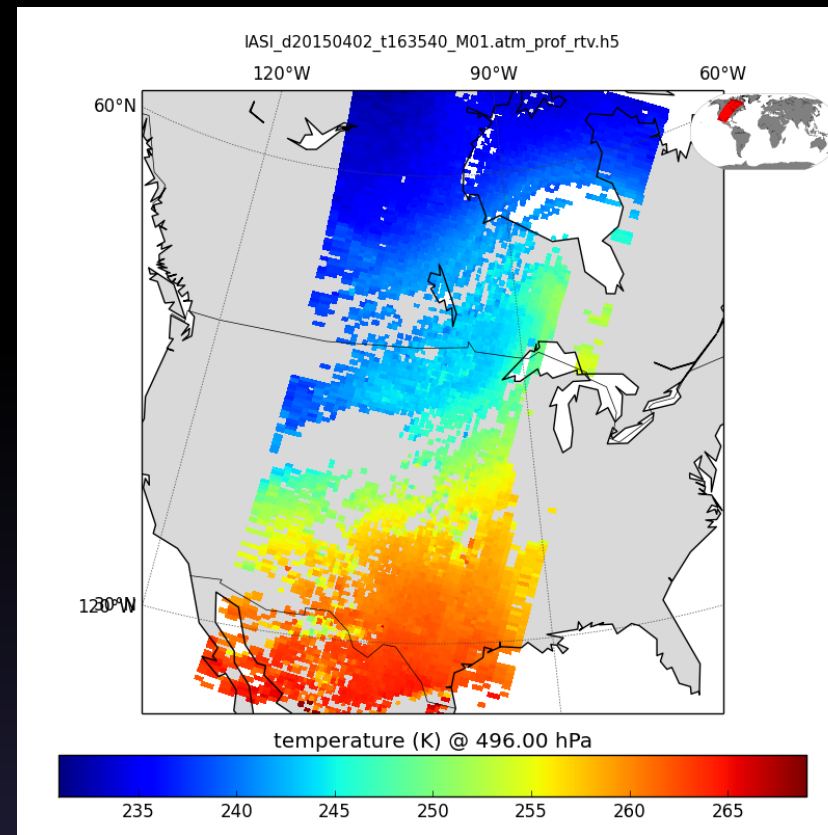 IASI_d20150402_t163540_M01.atm_prof_rtv.h5
120°W 90°W 60°W
60°N
120°W 30°N
temperature (K) @ 496.00 hPa
235 240 245 250 255 260 265